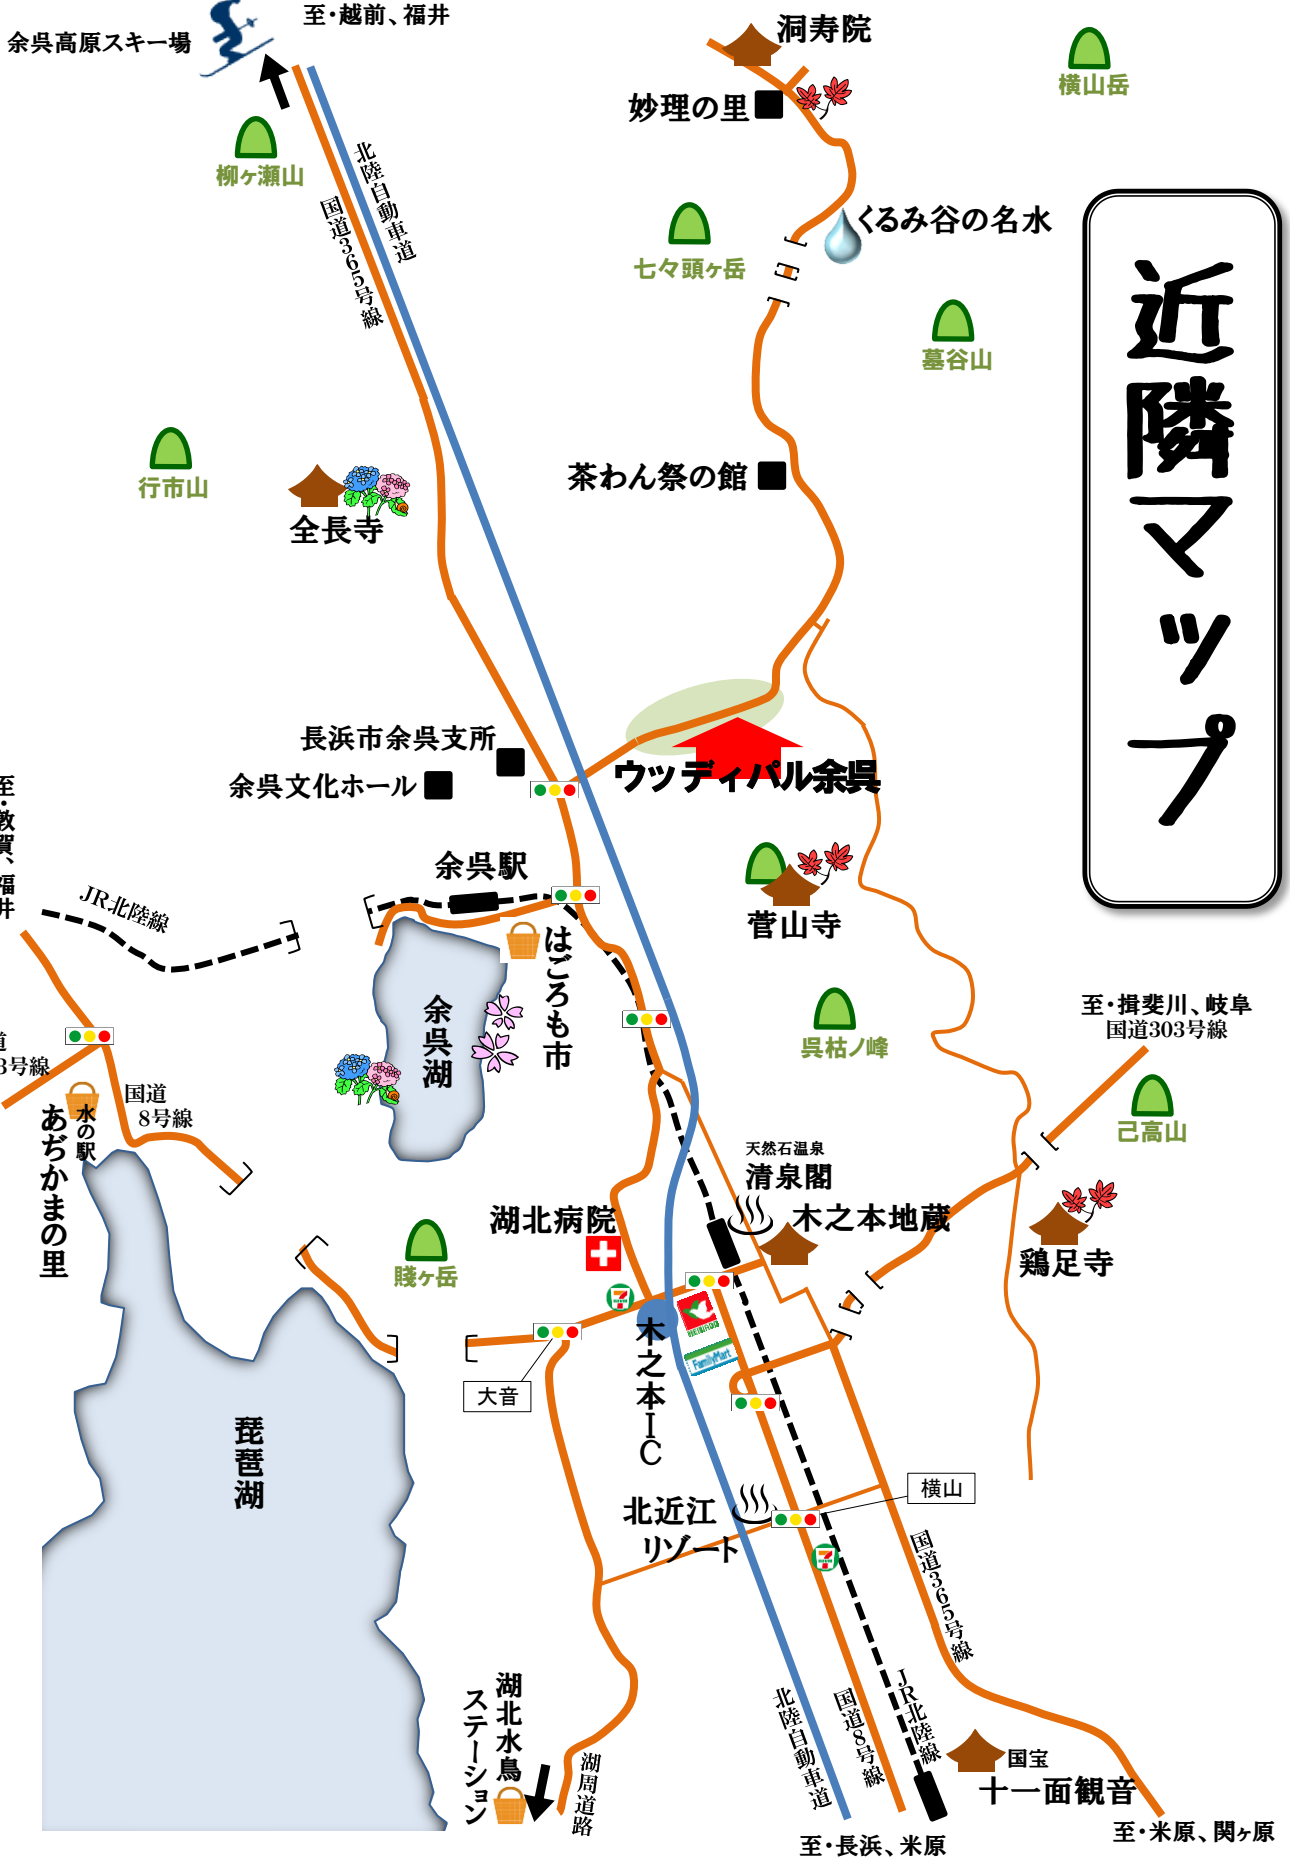 至・越前、福井
余呉高原スキー場
洞寿院
妙理の里
横山岳
柳ヶ瀬山
北陸自動車道
国道365号線
くるみ谷の名水
七々頭ヶ岳
墓谷山
近隣マップ
茶わん祭の館
行市山
全長寺
長浜市余呉支所
余呉文化ホール
ウッディパル余呉
至・敦賀、福井
JR北陸線
余呉駅
菅山寺
はごろも市
余呉湖
呉枯ノ峰
至・揖斐川、岐阜
国道303号線
道
3号線
国道
8号線
水の駅
あぢかまの里
己高山
天然石温泉
清泉閣
木之本地蔵
湖北病院
鶏足寺
賤ヶ岳
7
FamilyMart
木之本IC
大音
琵琶湖
横山
北近江
リゾート
7
国道365号線
湖北水鳥
ステーション
湖周道路
北陸自動車道
国道8号線
JR北陸線
国宝
十一面観音
至・長浜、米原
至・米原、関ヶ原